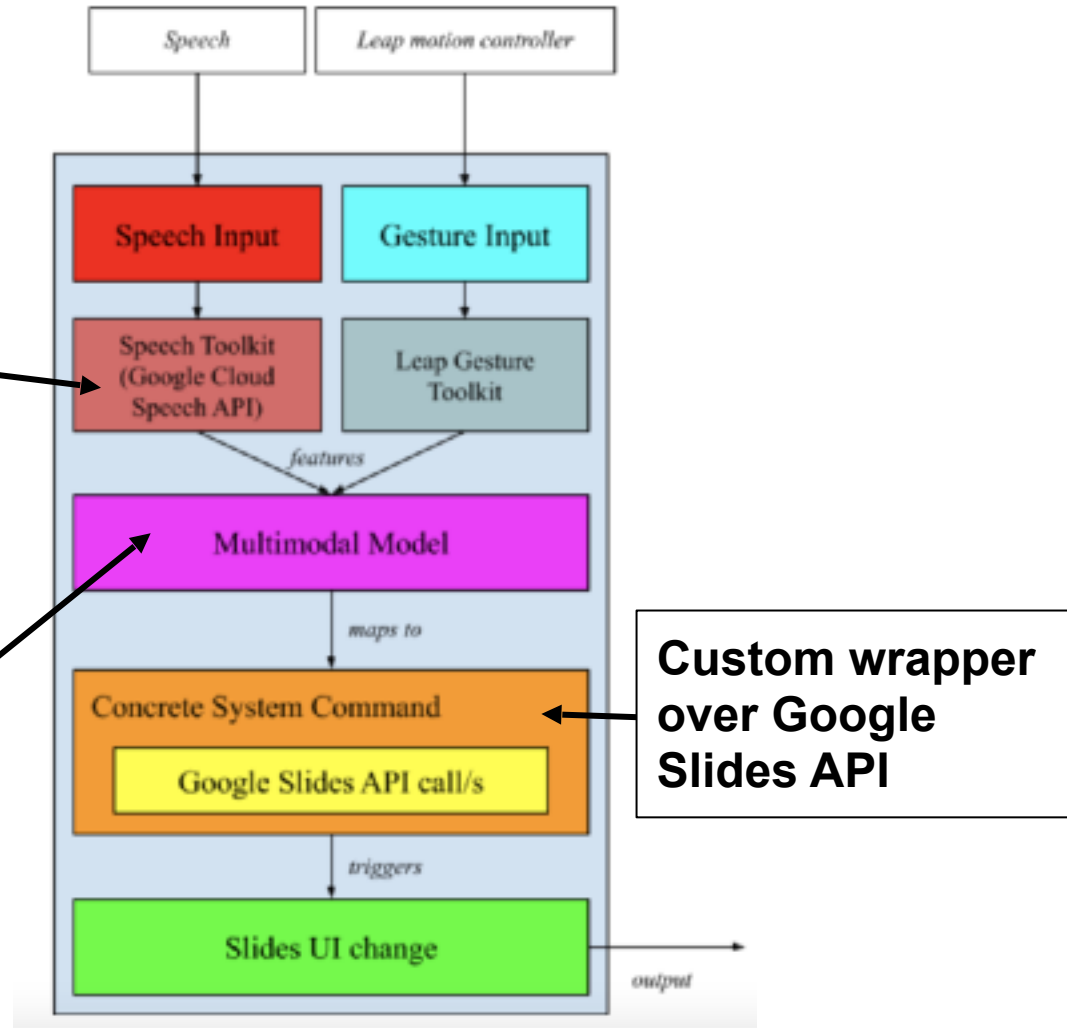 Speech
Leap motion controller
Speech Input
Gesture Input
Speech Toolkit
(Google Cloud
Speech API)
Leap Gesture
Toolkit
features
Multimodal Model
maps to
Concrete System Command
Google Slides API call/s
Custom wrapper
over Google
Slides API
triggers
Slides UI change
output